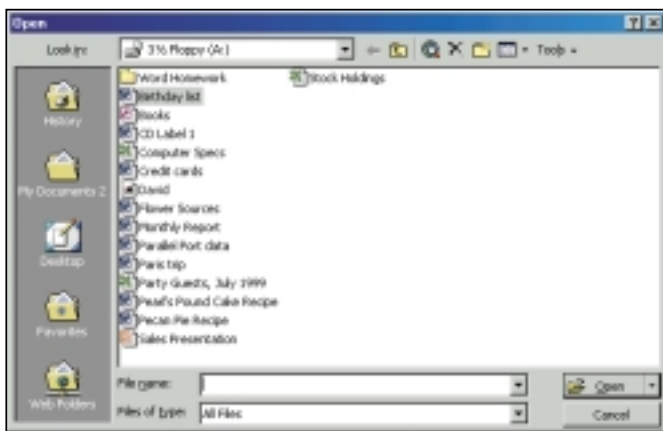 Open
Look in: 3½ Floppy (A:) Tools
History
My Documents 2
Desktop
Favorites
Web Folders
Word Homework
Birthday list
Books
CD Label 1
Computer Specs
Credit cards
David
Flower Sources
Monthly Report
Parallel Port data
Paris trip
Party Guests, July 1999
Pearl's Pound Cake Recipe
Pecan Pie Recipe
Sales Presentation
Stock Holdings
File name: Open
Files of type: All Files Cancel